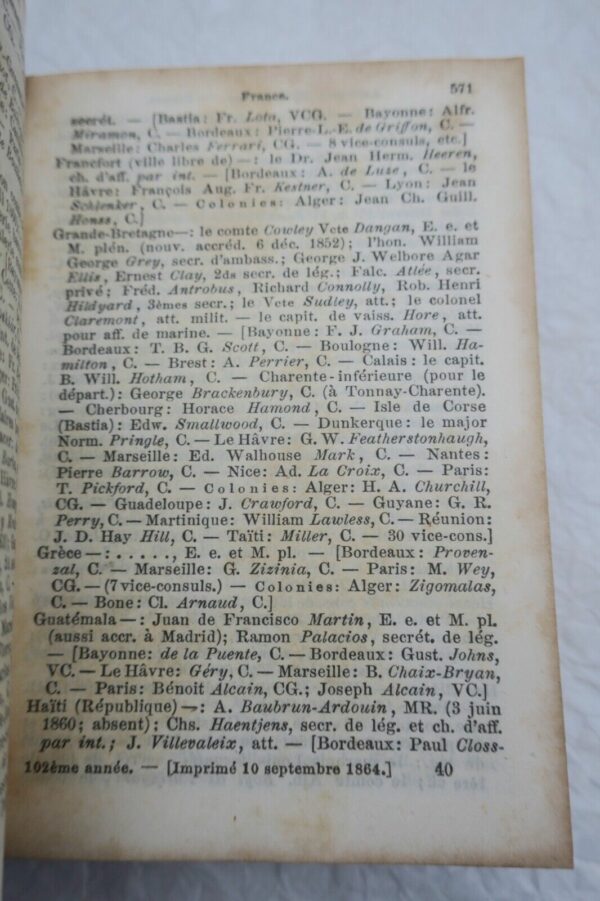 France. 571
secrét. — [Bastia: Fr. Lota, VCG. — Bayonne: Alfr.
Miramon, C. — Bordeaux: Pierre-L.-E. de Griffon, C. —
Marseille: Charles Ferrari, CG. — 8 vice-consuls, etc.]
Francfort (ville libre de)—: le Dr. Jean Herm. Heeren,
ch. d'aff. par int. — [Bordeaux: A. de Luze, C. — le
Hâvre: François Aug. Fr. Kestner, C. — Lyon: Jean
C. — Colonies: Alger: Jean Ch. Guill.
C.]
Grande-Bretagne—: le comte Cowley Vcte Dangan, E. e. et
M. plén. (nouv. accréd. 6 déc. 1852); l'hon. William
George Grey, secr. d'ambass.; George J. Welbore Agar
Ellis, Ernest Clay, 2ds secr. de lég.; Falc. Atlée, secr.
privé; Fréd. Antrobus, Richard Connolly, Rob. Henri
Hildyard, 3èmes secr.; le Vcte Sudley, att.; le colonel
Claremont, att. milit. — le capit. de vaiss. Hore, att.
pour aff. de marine. — [Bayonne: F. J. Graham, C. —
Bordeaux: T. B. G. Scott, C. — Boulogne: Will. Ha-
milton, C. — Brest: A. Perrier, C. — Calais: le capit.
B. Will. Hotham, C. — Charente-inférieure (pour le
départ.): George Brackenbury, C. (à Tonnay-Charente).
— Cherbourg: Horace Hamond, C. — Isle de Corse
(Bastia): Edw. Smallwood, C. — Dunkerque: le major
Norm. Pringle, C. — Le Hâvre: G. W. Featherstonhaugh,
C. — Marseille: Ed. Walhouse Mark, C. — Nantes:
Pierre Barrow, C. — Nice: Ad. La Croix, C. — Paris:
T. Pickford, C. — Colonies: Alger: H. A. Churchill,
CG. — Guadeloupe: J. Crawford, C. — Guyane: G. R.
Perry, C. — Martinique: William Lawless, C. — Réunion:
J. D. Hay Hill, C. — Taïti: Miller, C. — 30 vice-cons.]
Grèce—: ....., E. e. et M. pl. — [Bordeaux: Proven-
zal, C. — Marseille: G. Zizinia, C. — Paris: M. Wey,
CG. — (7 vice-consuls.) — Colonies: Alger: Zigomalas,
C. — Bone: Cl. Arnaud, C.]
Guatémala—: Juan de Francisco Martin, E. e. et M. pl.
(aussi accr. à Madrid); Ramon Palacios, secrét. de lég.
— [Bayonne: de la Puente, C. — Bordeaux: Gust. Johns,
VC. — Le Hâvre: Géry, C. — Marseille: B. Chaix-Bryan,
C. — Paris: Bénoit Alcain, CG.; Joseph Alcain, VC.]
Haïti (République)—: A. Baubrun-Ardouin, MR. (3 juin
1860; absent); Chs. Haentjens, secr. de lég. et ch. d'aff.
par int.; J. Villevaleix, att. — [Bordeaux: Paul Closs-
102ème année. — [Imprimé 10 septembre 1864.] 40